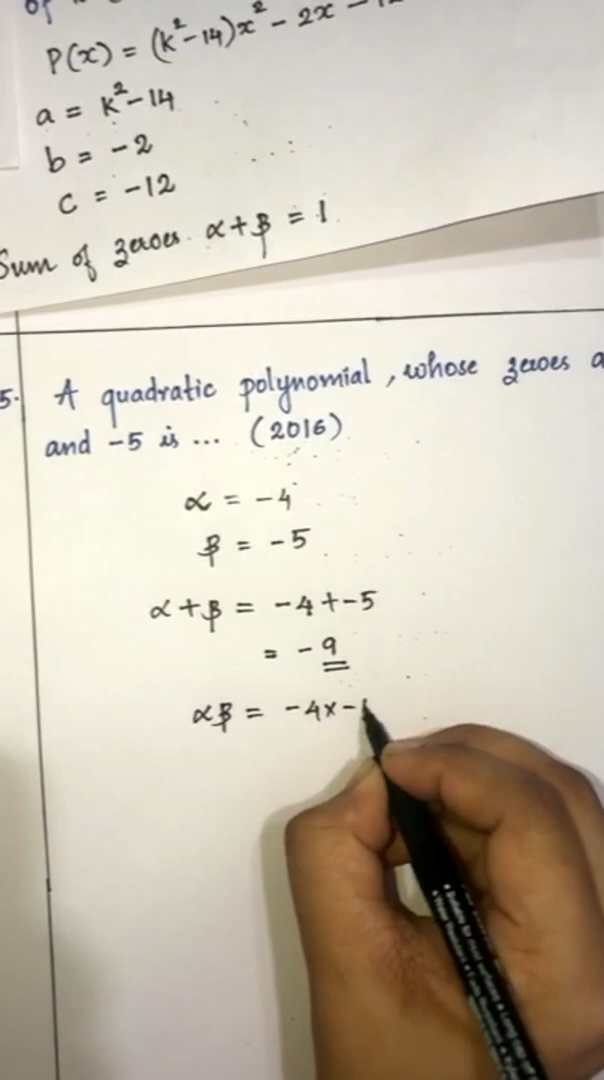 P(x) = (k²-14)x² - 2x -
a = k²-14
b = -2
c = -12
Sum of zeroes. α+β = 1
5. A quadratic polynomial, whose zeroes
and -5 is ... (2016)
α = -4
β = -5
α+β = -4+-5
= -9
αβ = -4x-